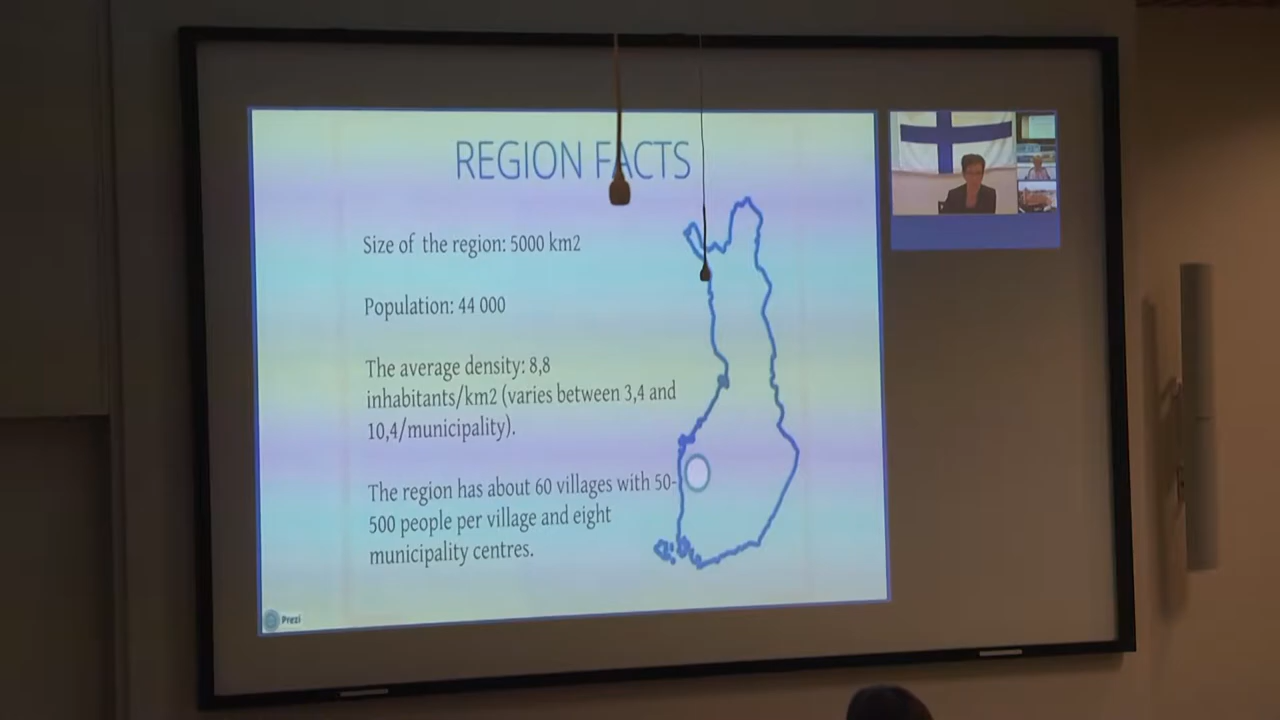 REGION FACTS
Size of the region: 5000 km2
Population: 44 000
The average density: 8,8
inhabitants/km2 (varies between 3,4 and
10,4/municipality).
The region has about 60 villages with 50-
500 people per village and eight
municipality centres.
Prezi